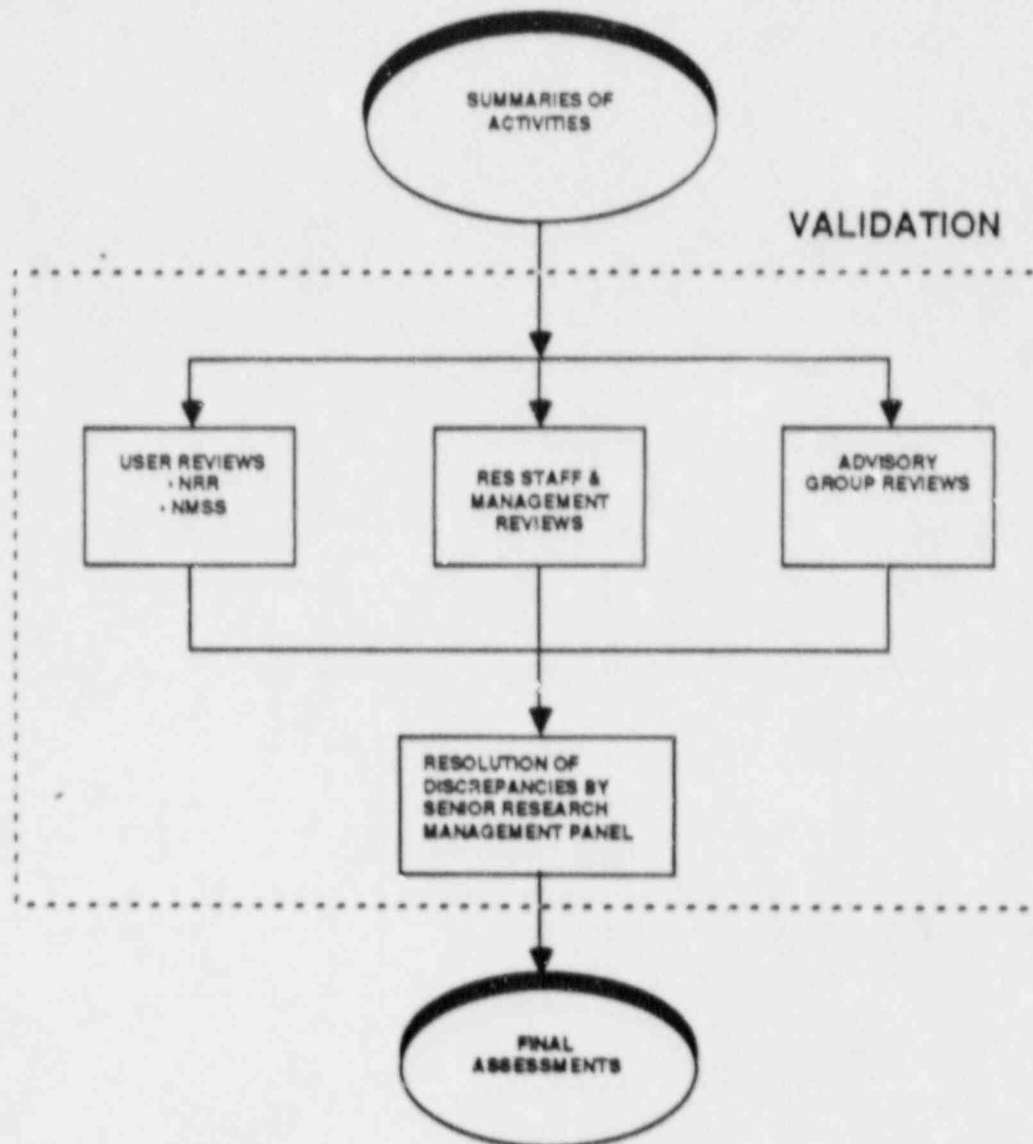 SUMMARIES OF
ACTIVITIES
VALIDATION
USER REVIEWS
· NRR
· NMSS
RES STAFF &
MANAGEMENT
REVIEWS
ADVISORY
GROUP REVIEWS
RESOLUTION OF
DISCREPANCIES BY
SENIOR RESEARCH
MANAGEMENT PANEL
FINAL
ASSESSMENTS